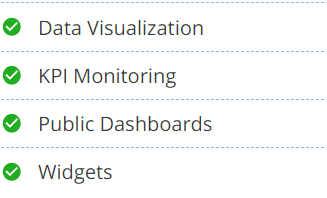 Data Visualization
KPI Monitoring
Public Dashboards
Widgets